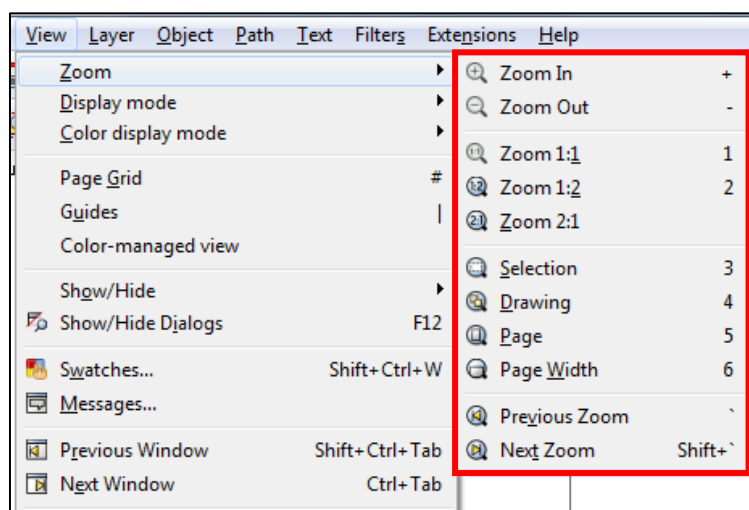 View Layer Object Path Text Filters Extensions Help
Zoom
Display mode
Color display mode
Page Grid #
Guides |
Color-managed view
Show/Hide
Show/Hide Dialogs F12
Swatches... Shift+Ctrl+W
Messages...
Previous Window Shift+Ctrl+Tab
Next Window Ctrl+Tab
Zoom In +
Zoom Out -
Zoom 1:1 1
Zoom 1:2 2
Zoom 2:1
Selection 3
Drawing 4
Page 5
Page Width 6
Previous Zoom `
Next Zoom Shift+`